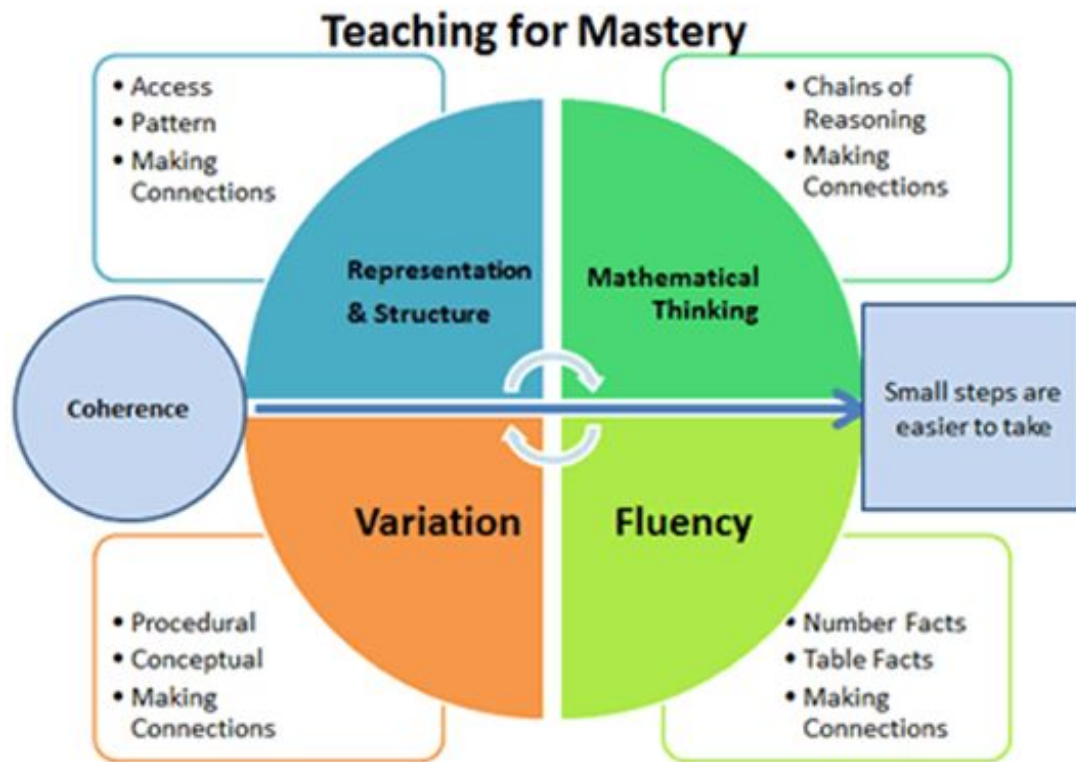 Teaching for Mastery
• Access
• Pattern
• Making
Connections
• Chains of
Reasoning
• Making
Connections
Representation
& Structure
Mathematical
Thinking
Coherence
Small steps are
easier to take
Variation
Fluency
• Procedural
• Conceptual
• Making
Connections
• Number Facts
• Table Facts
• Making
Connections